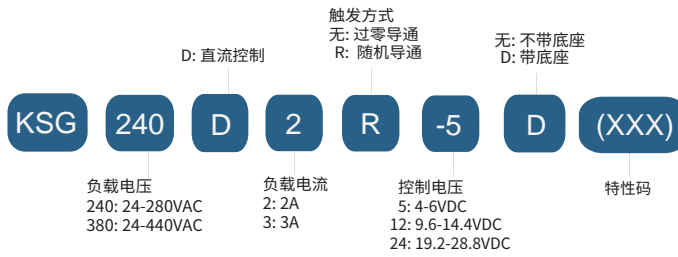 触发方式
无: 过零导通
R: 随机导通
D: 直流控制
无: 不带底座
D: 带底座
KSG 240 D 2 R -5 D (XXX)
负载电压
240: 24-280VAC
380: 24-440VAC
负载电流
2: 2A
3: 3A
控制电压
5: 4-6VDC
12: 9.6-14.4VDC
24: 19.2-28.8VDC
特性码